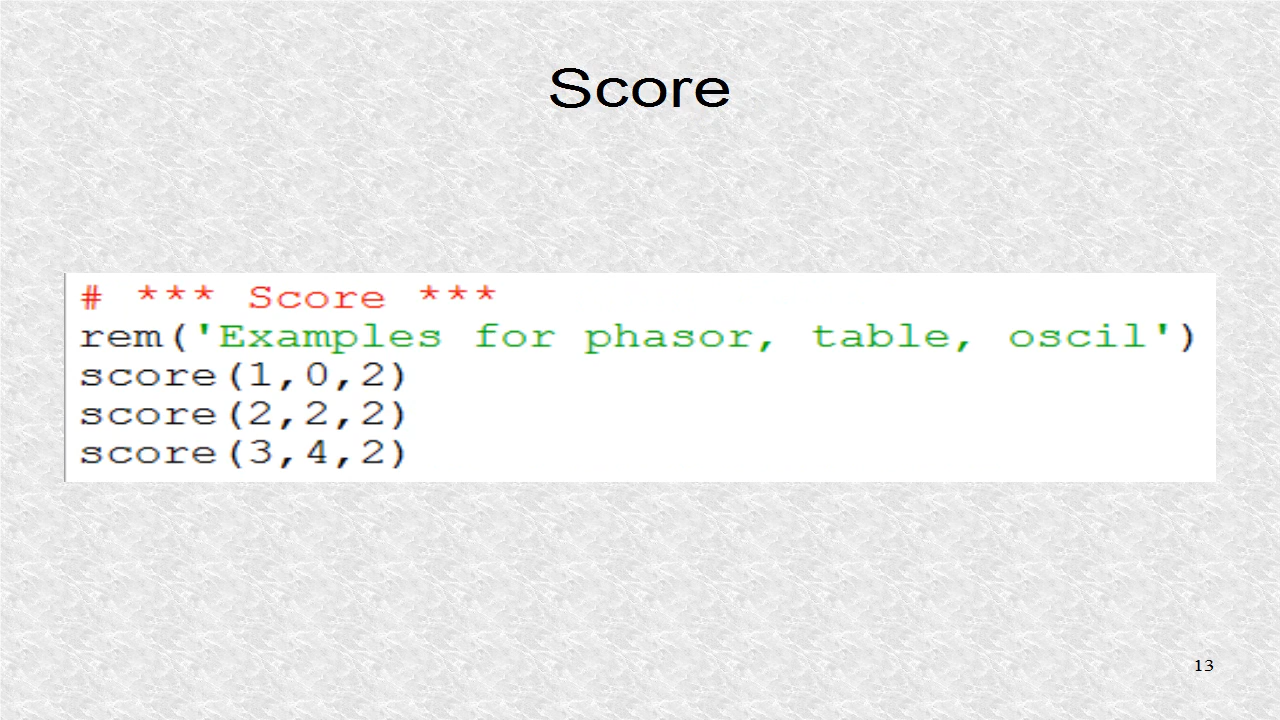 Score
# *** Score ***
rem('Examples for phasor, table, oscil')
score(1,0,2)
score(2,2,2)
score(3,4,2)
13